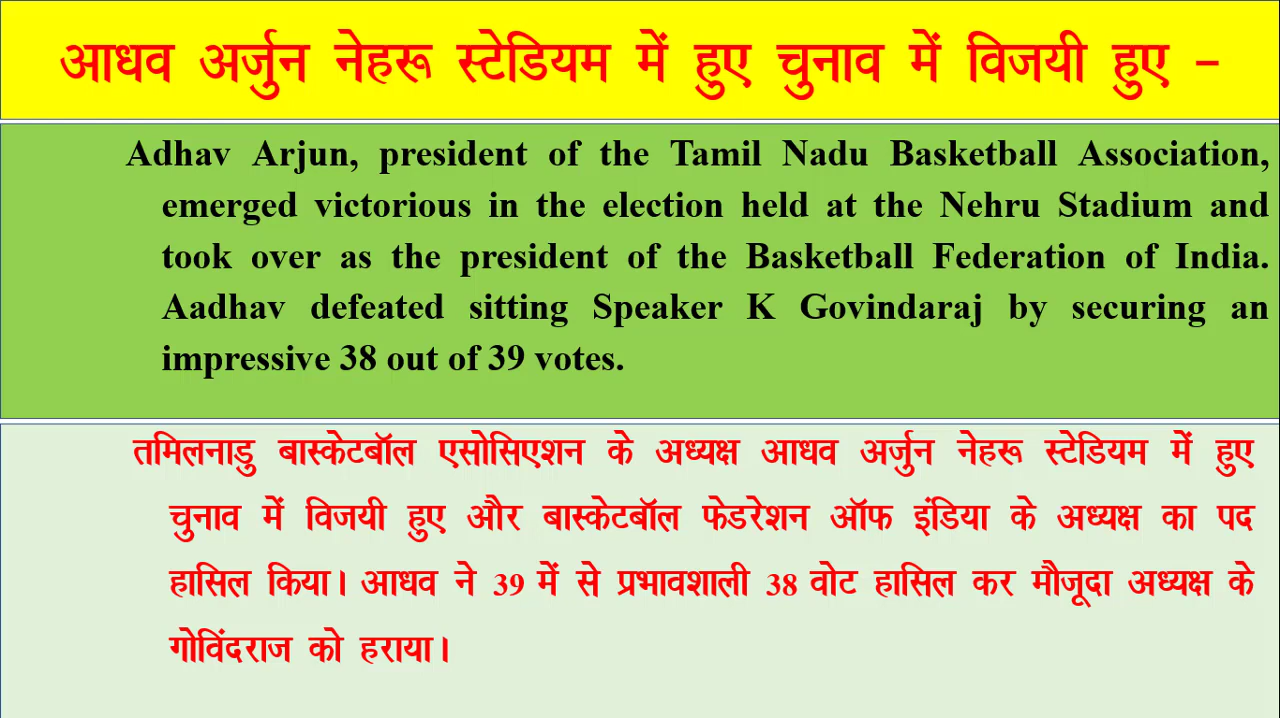 आधव अर्जुन नेहरू स्टेडियम में हुए चुनाव में विजयी हुए -
Adhav Arjun, president of the Tamil Nadu Basketball Association,
emerged victorious in the election held at the Nehru Stadium and
took over as the president of the Basketball Federation of India.
Aadhav defeated sitting Speaker K Govindaraj by securing an
impressive 38 out of 39 votes.
तमिलनाडु बास्केटबॉल एसोसिएशन के अध्यक्ष आधव अर्जुन नेहरू स्टेडियम में हुए
चुनाव में विजयी हुए और बास्केटबॉल फेडरेशन ऑफ इंडिया के अध्यक्ष का पद
हासिल किया। आधव ने 39 में से प्रभावशाली 38 वोट हासिल कर मौजूदा अध्यक्ष के
गोविंदराज को हराया।